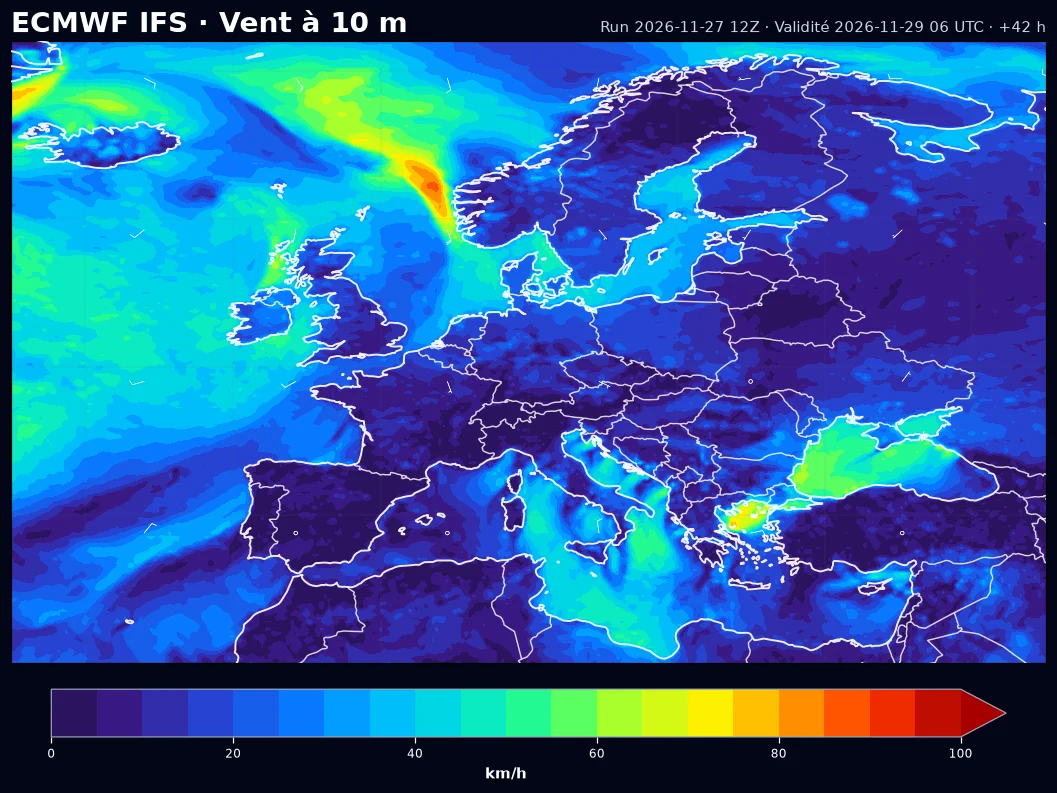 ECMWF IFS · Vent à 10 m
Run 2026-11-27 12Z · Validité 2026-11-29 06 UTC · +42 h
0 20 40 60 80 100
km/h